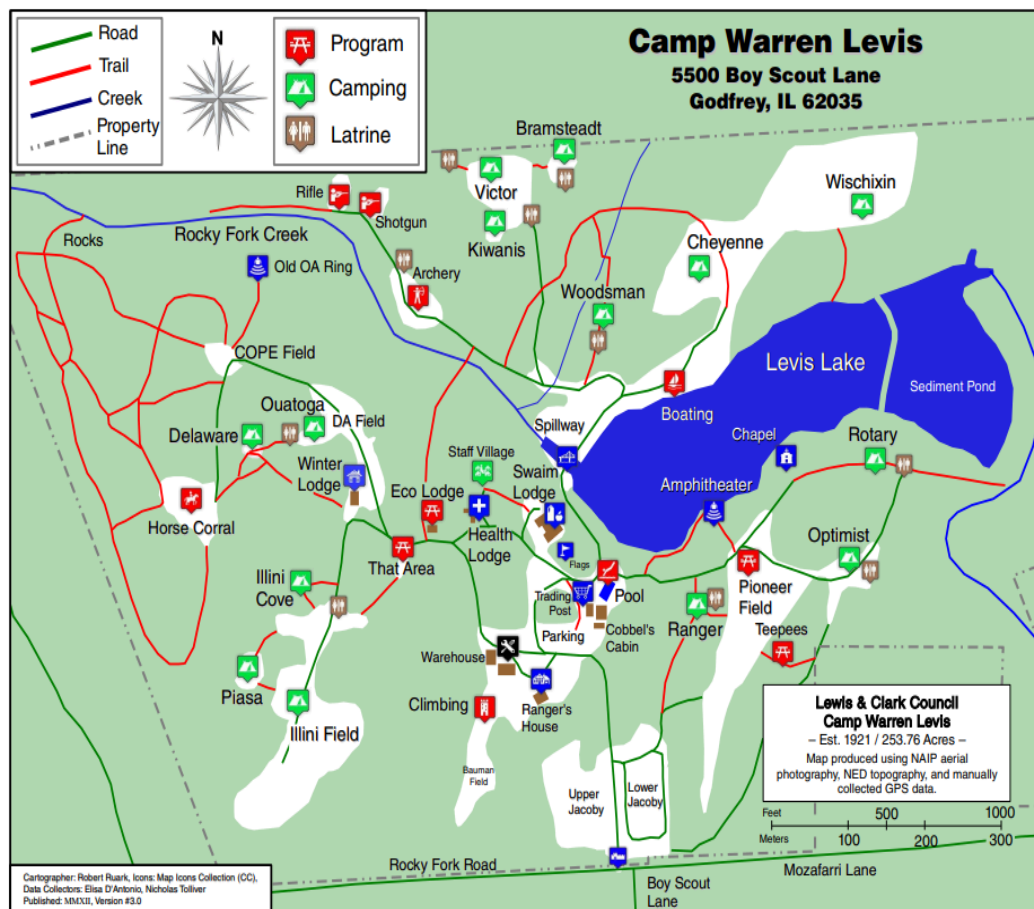 Road
Trail
Creek
Property
Line
N
Program
Camping
Latrine
Camp Warren Levis
5500 Boy Scout Lane
Godfrey, IL 62035
Bramsteadt
Victor
Wischixin
Rifle
Shotgun
Rocks
Rocky Fork Creek
Kiwanis
Cheyenne
Old OA Ring
Archery
Woodsman
COPE Field
Levis Lake
Sediment Pond
Boating
Ouatoga
DA Field
Delaware
Spillway
Chapel
Rotary
Staff Village
Winter
Lodge
Swaim
Lodge
Amphitheater
Eco Lodge
Horse Corral
Health
Lodge
Optimist
Flags
That Area
Illini
Cove
Trading
Post
Pool
Pioneer
Field
Ranger
Teepees
Parking
Cobbel's
Cabin
Warehouse
Piasa
Climbing
Ranger's
House
Illini Field
Bauman
Field
Upper
Jacoby
Lower
Jacoby
Lewis & Clark Council
Camp Warren Levis
– Est. 1921 / 253.76 Acres –
Map produced using NAIP aerial
photography, NED topography, and manually
collected GPS data.
Feet 500 1000
Meters 100 200 300
Rocky Fork Road
Mozafarri Lane
Boy Scout
Lane
Cartographer: Robert Ruark, Icons: Map Icons Collection (CC),
Data Collectors: Elisa D'Antonio, Nicholas Tolliver
Published: MMXII, Version #3.0